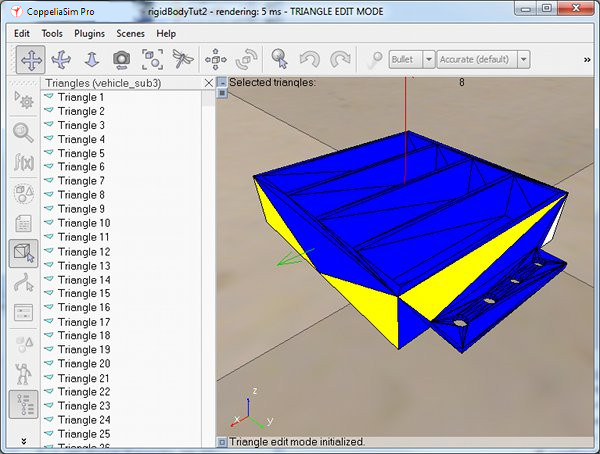 CoppeliaSim Pro
rigidBodyTut2 - rendering: 5 ms - TRIANGLE EDIT MODE
Edit Tools Plugins Scenes Help
Bullet Accurate (default) »
f(x)
Triangles (vehicle_sub3)
Selected triangles: 8
Triangle 1
Triangle 2
Triangle 3
Triangle 4
Triangle 5
Triangle 6
Triangle 7
Triangle 8
Triangle 9
Triangle 10
Triangle 11
Triangle 12
Triangle 13
Triangle 14
Triangle 15
Triangle 16
Triangle 17
Triangle 18
Triangle 19
Triangle 20
Triangle 21
Triangle 22
Triangle 23
Triangle 24
Triangle 25
Triangle 26
z
x
y
Triangle edit mode initialized.